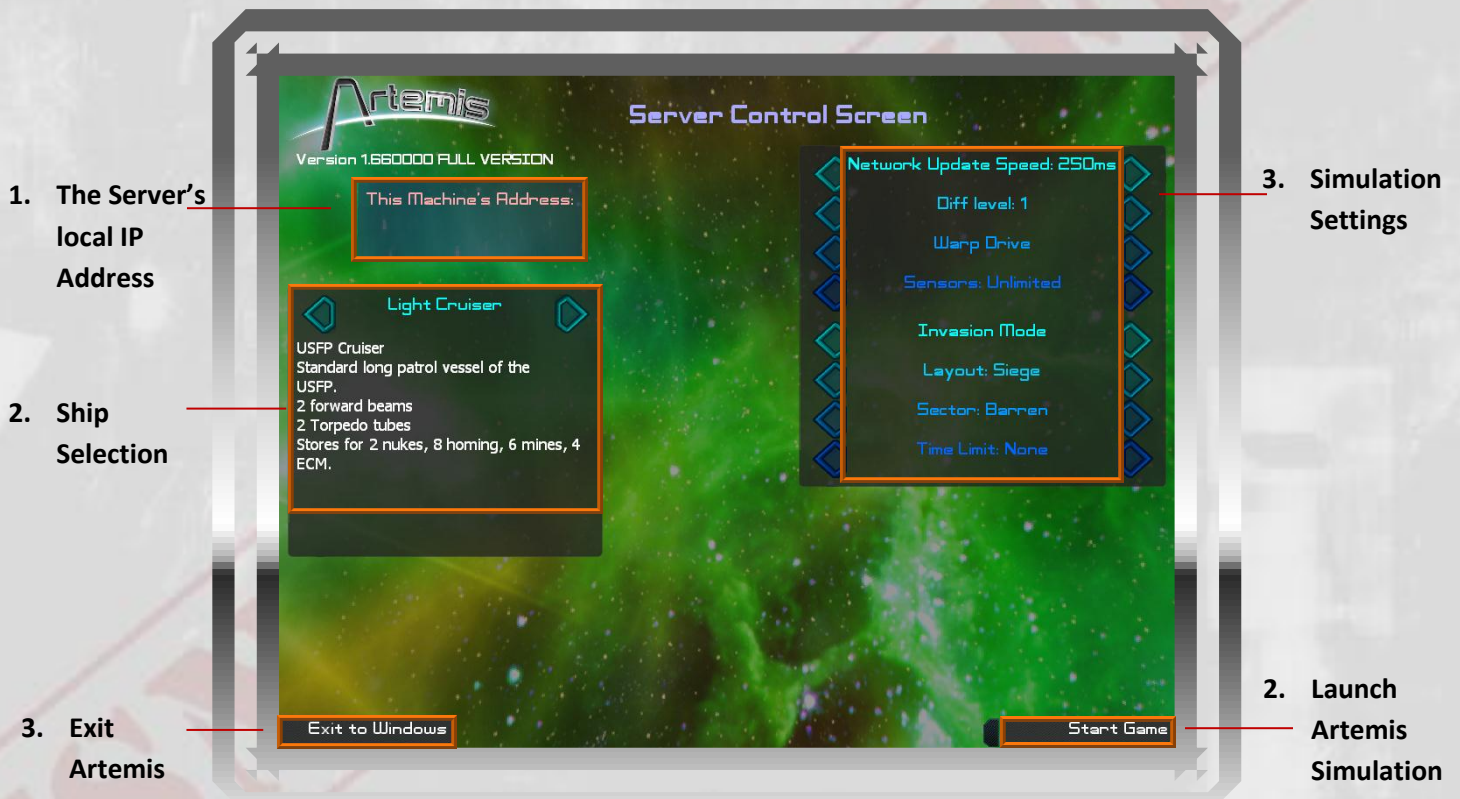 Artemis
Server Control Screen
Version 1.660000 FULL VERSION
1. The Server's
local IP
Address
This Machine's Address:
2. Ship
Selection
Light Cruiser
USFP Cruiser
Standard long patrol vessel of the
USFP.
2 forward beams
2 Torpedo tubes
Stores for 2 nukes, 8 homing, 6 mines, 4
ECM.
Network Update Speed: 250ms
Diff level: 1
Warp Drive
Sensors: Unlimited
Invasion Mode
Layout: Siege
Sector: Barren
Time Limit: None
3. Simulation
Settings
3. Exit
Artemis
Exit to Windows
Start Game
2. Launch
Artemis
Simulation